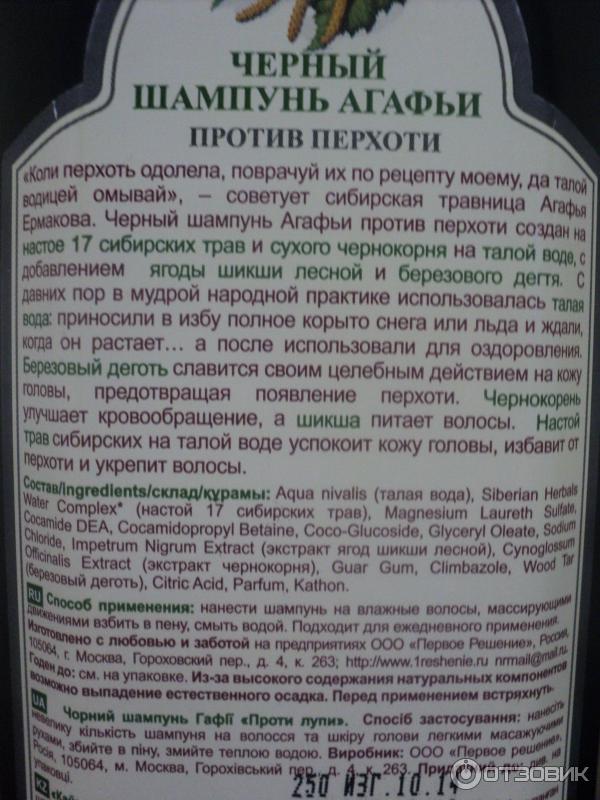 ЧЕРНЫЙ
ШАМПУНЬ АГАФЬИ
ПРОТИВ ПЕРХОТИ
«Коли перхоть одолела, поврачуй их по рецепту моему, да талой
водицей омывай», – советует сибирская травница Агафья
Ермакова. Черный шампунь Агафьи против перхоти создан на
настое 17 сибирских трав и сухого чернокорня на талой воде, с
добавлением ягоды шикши лесной и березового дегтя. С
давних пор в мудрой народной практике использовалась талая
вода: приносили в избу полное корыто снега или льда и ждали,
когда он растает... а после использовали для оздоровления.
Березовый деготь славится своим целебным действием на кожу
головы, предотвращая появление перхоти. Чернокорень
улучшает кровообращение, а шикша питает волосы. Настой
трав сибирских на талой воде успокоит кожу головы, избавит от
перхоти и укрепит волосы.
Состав/Ingredients/склад/құрамы: Aqua nivalis (талая вода), Siberian Herbals
Water Complex* (настой 17 сибирских трав), Magnesium Laureth Sulfate,
Cocamide DEA, Cocamidopropyl Betaine, Coco-Glucoside, Glyceryl Oleate, Sodium
Chloride, Impetrum Nigrum Extract (экстракт ягод шикши лесной), Cynoglossum
Officinalis Extract (экстракт чернокорня), Guar Gum, Climbazole, Wood Tar
(березовый деготь), Citric Acid, Parfum, Kathon.
RU Способ применения: нанести шампунь на влажные волосы, массирующими
движениями взбить в пену, смыть водой. Подходит для ежедневного применения.
Изготовлено с любовью и заботой на предприятиях ООО «Первое Решение», Россия,
105064, г. Москва, Гороховский пер., д. 4, к. 263; http://www.1reshenie.ru nrmail@mail.ru.
Годен до: см. на упаковке. Из-за высокого содержания натуральных компонентов
возможно выпадение естественного осадка. Перед применением встряхнуть.
UA Чорний шампунь Гафії «Проти лупи». Спосіб застосування: нанесіть
невелику кількість шампуня на волосся та шкіру голови легкими масажуючими
рухами, збийте в піну, змийте теплою водою. Виробник: ООО «Первое решение»,
Росія, 105064, м. Москва, Горохівський пер., д. 4, к. 263. Придатний до: див. на
упаковці.
250 ИЗГ.10.14
KZ
ОТЗОВИК